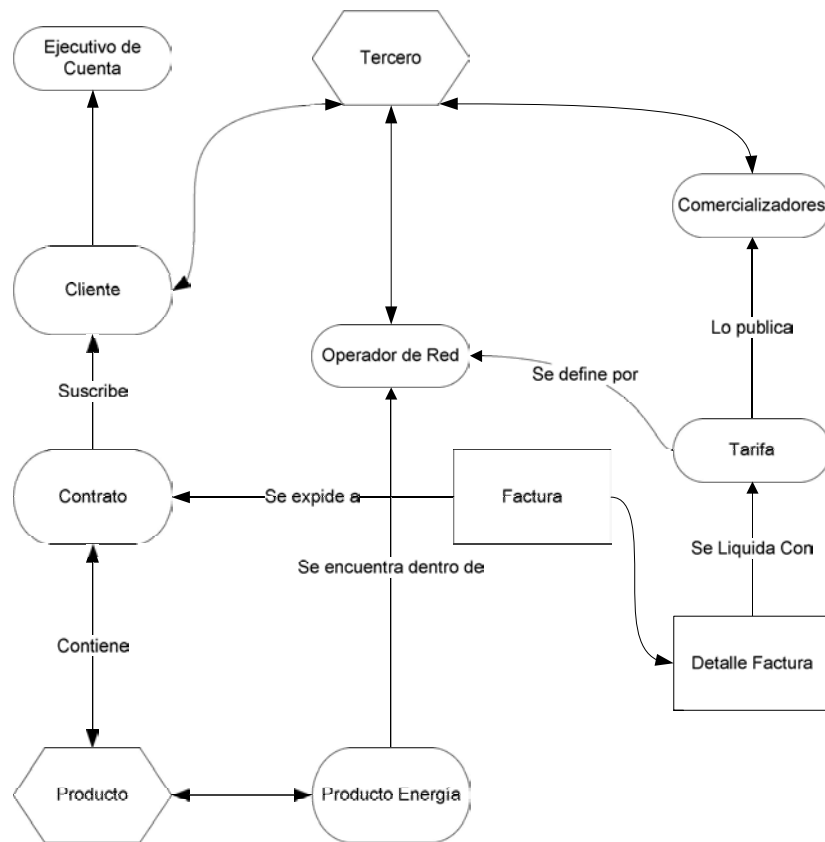 Ejecutivo de
Cuenta
Tercero
Comercializadores
Cliente
Lo publica
Operador de Red
Se define por
Suscribe
Tarifa
Contrato
Se expide a
Factura
Se Liquida Con
Se encuentra dentro de
Contiene
Detalle Factura
Producto
Producto Energía